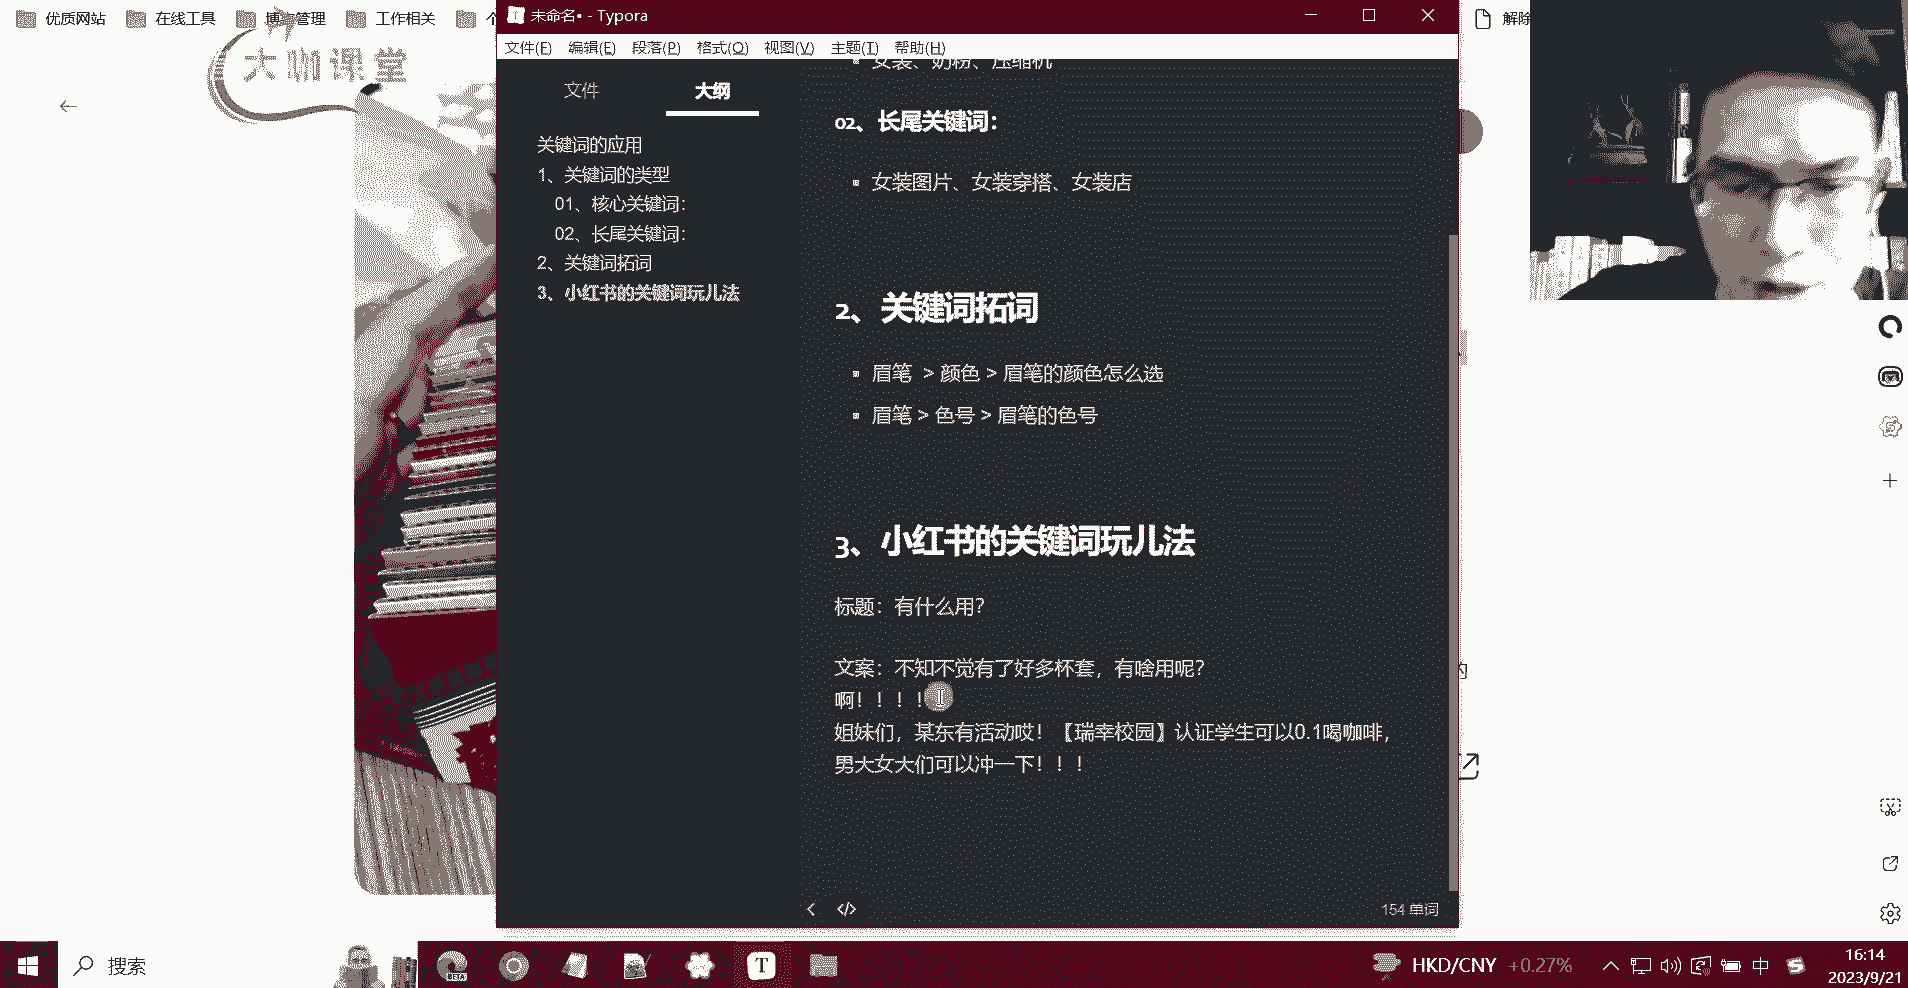 优质网站
在线工具
博 管理
工作相关
大咖课堂
未命名• - Typora
解除
文件(F) 编辑(E) 段落(P) 格式(O) 视图(V) 主题(T) 帮助(H)
文件
大纲
关键词的应用
1、关键词的类型
01、核心关键词:
02、长尾关键词:
2、关键词拓词
3、小红书的关键词玩儿法
女装、奶粉、压缩机
02、长尾关键词:
女装图片、女装穿搭、女装店
2、 关键词拓词
眉笔 > 颜色 > 眉笔的颜色怎么选
眉笔 > 色号 > 眉笔的色号
3、 小红书的关键词玩儿法
标题：有什么用？
文案：不知不觉有了好多杯套，有啥用呢？
啊！！！！
姐妹们，某东有活动哎！【瑞幸校园】认证学生可以0.1喝咖啡，
男大女大们可以冲一下！！！
154 单词
搜索
BETA
T
HKD/CNY +0.27%
中
16:14
2023/9/21